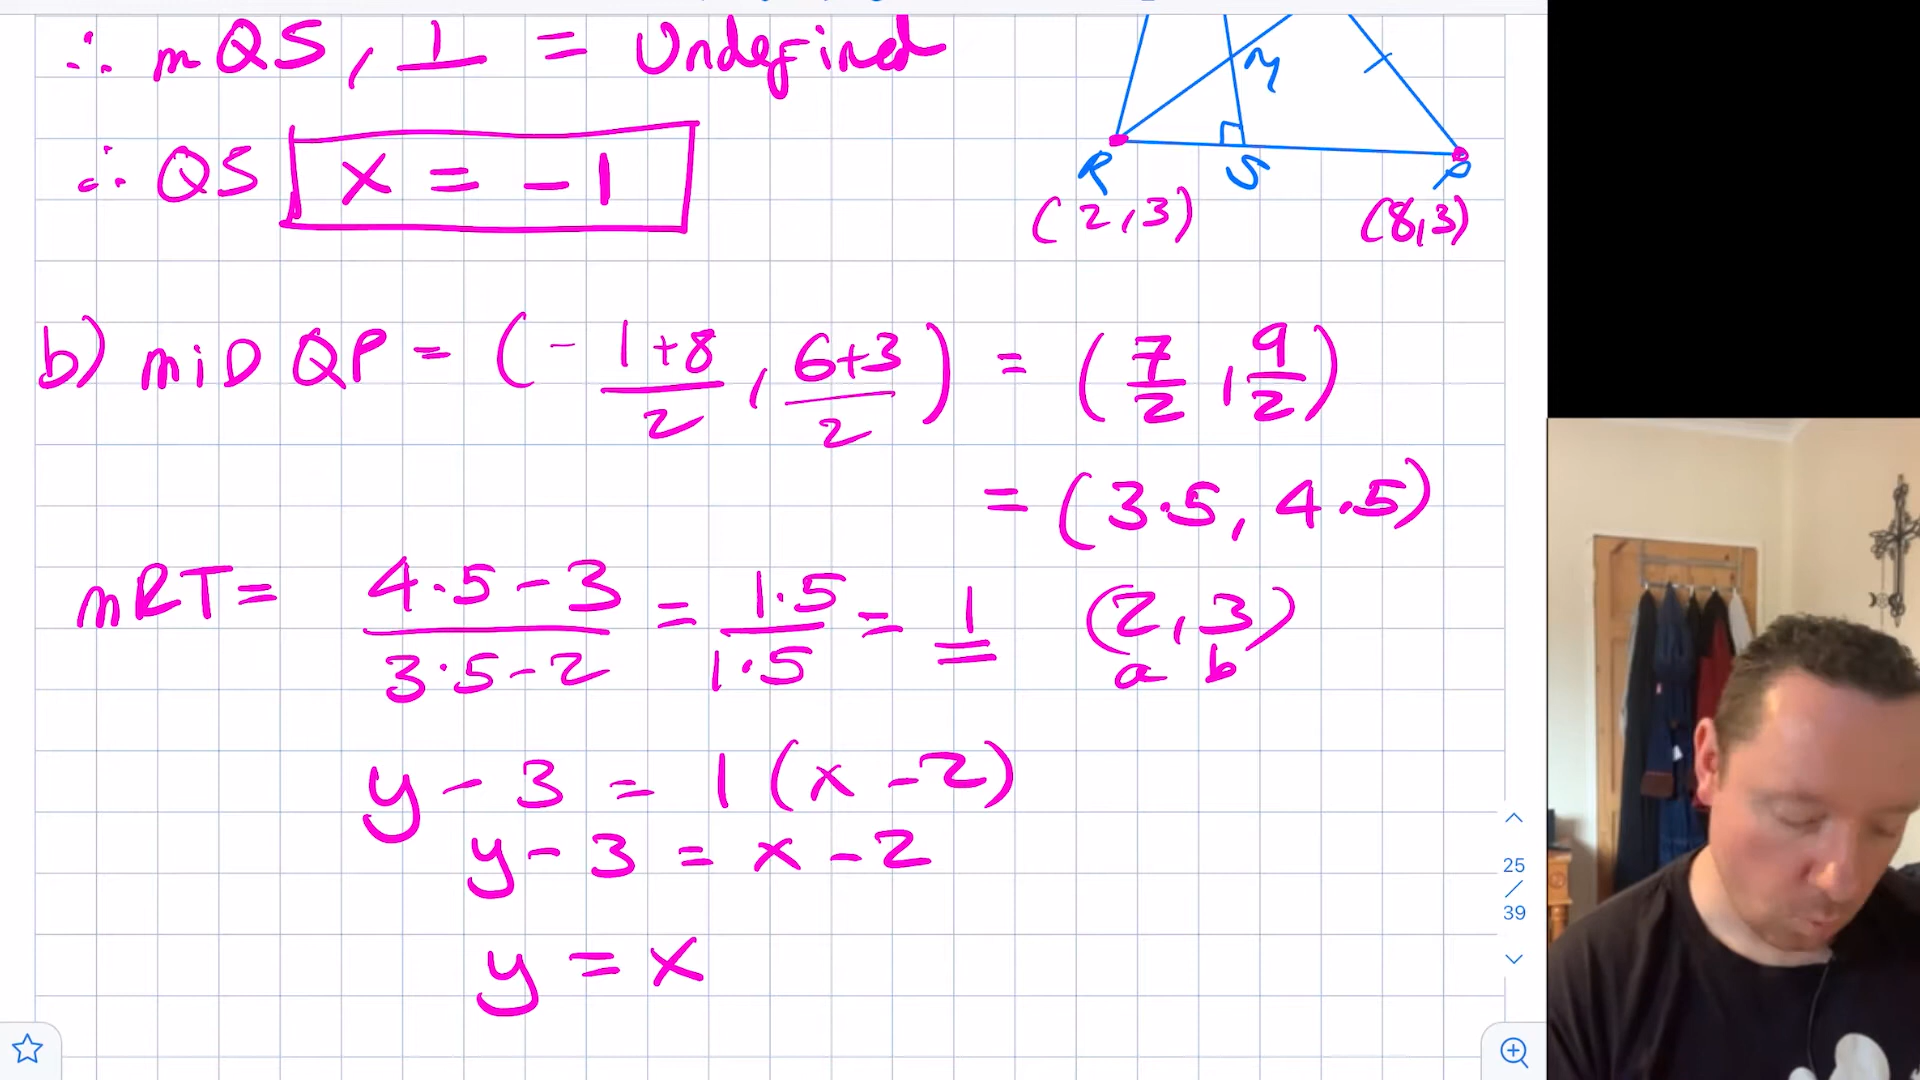 ∴ mQS, ⊥ = Undefined
M
∴ QS x = -1
R S P
(2,3) (8,3)
b) MiD QP = (- 1+8/2 , 6+3/2) = (7/2 , 9/2)
= (3.5, 4.5)
mRT = 4.5-3/3.5-2 = 1.5/1.5 = 1 (2,3)
a b
y - 3 = 1(x - 2)
y - 3 = x - 2
y = x
25
/
39